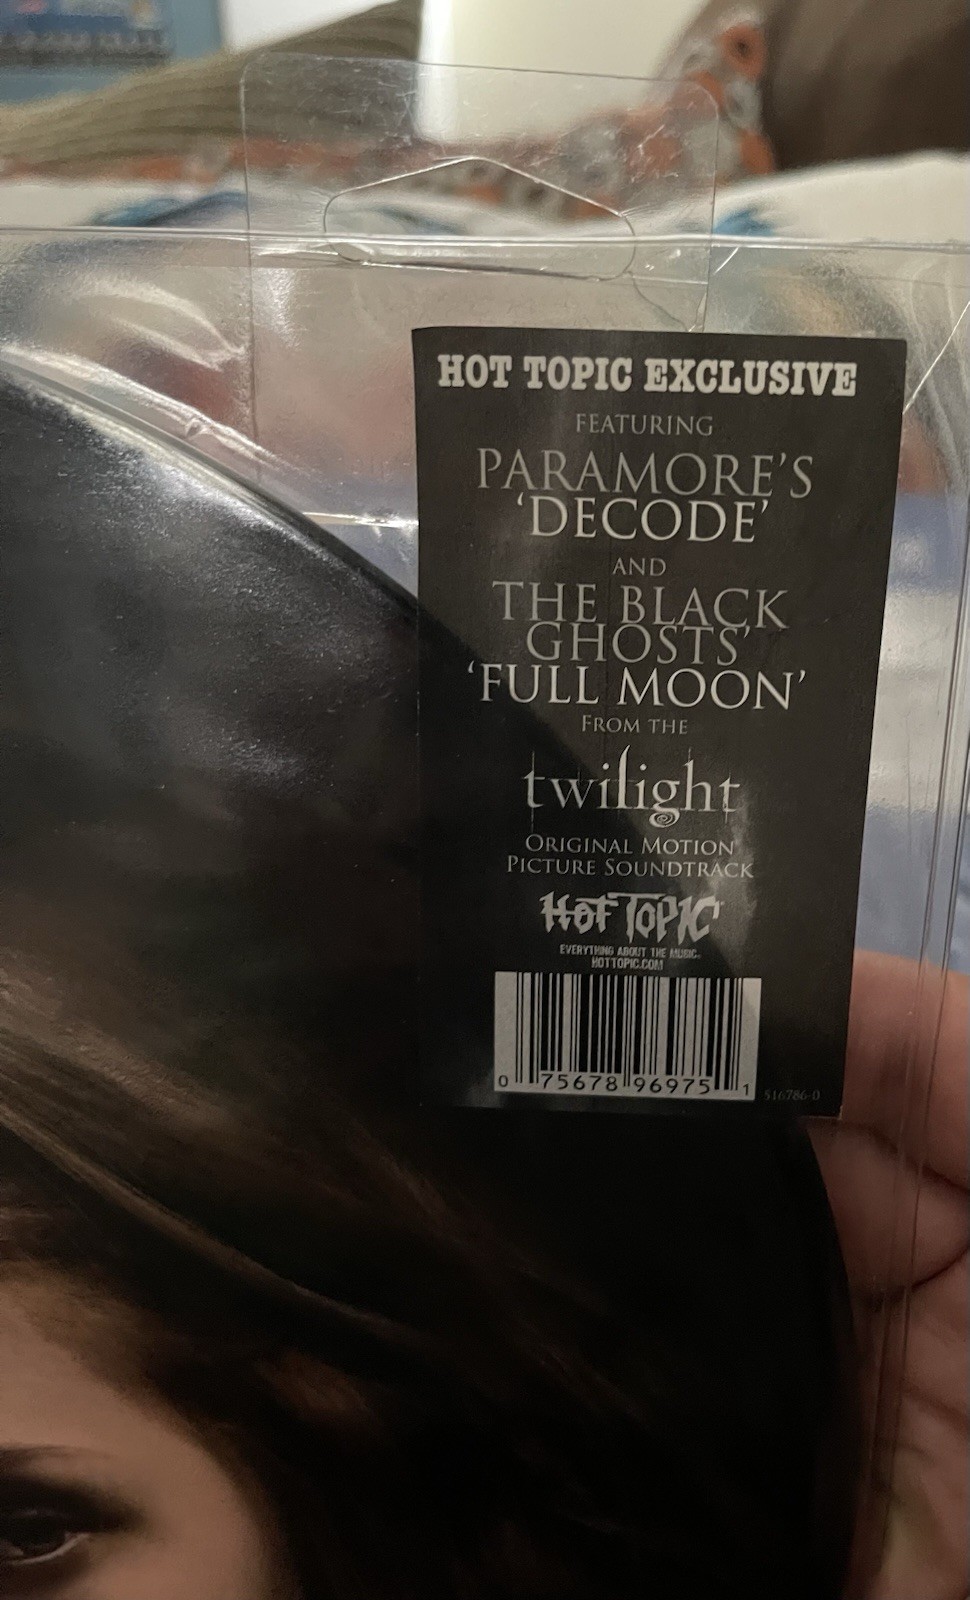 HOT TOPIC EXCLUSIVE
FEATURING
PARAMORE'S
'DECODE'
AND
THE BLACK
GHOSTS'
'FULL MOON'
FROM THE
twilight
ORIGINAL MOTION
PICTURE SOUNDTRACK
HOT TOPIC
EVERYTHING ABOUT THE MUSIC.
HOTTOPIC.COM
0 75678 96975 1
516786-0